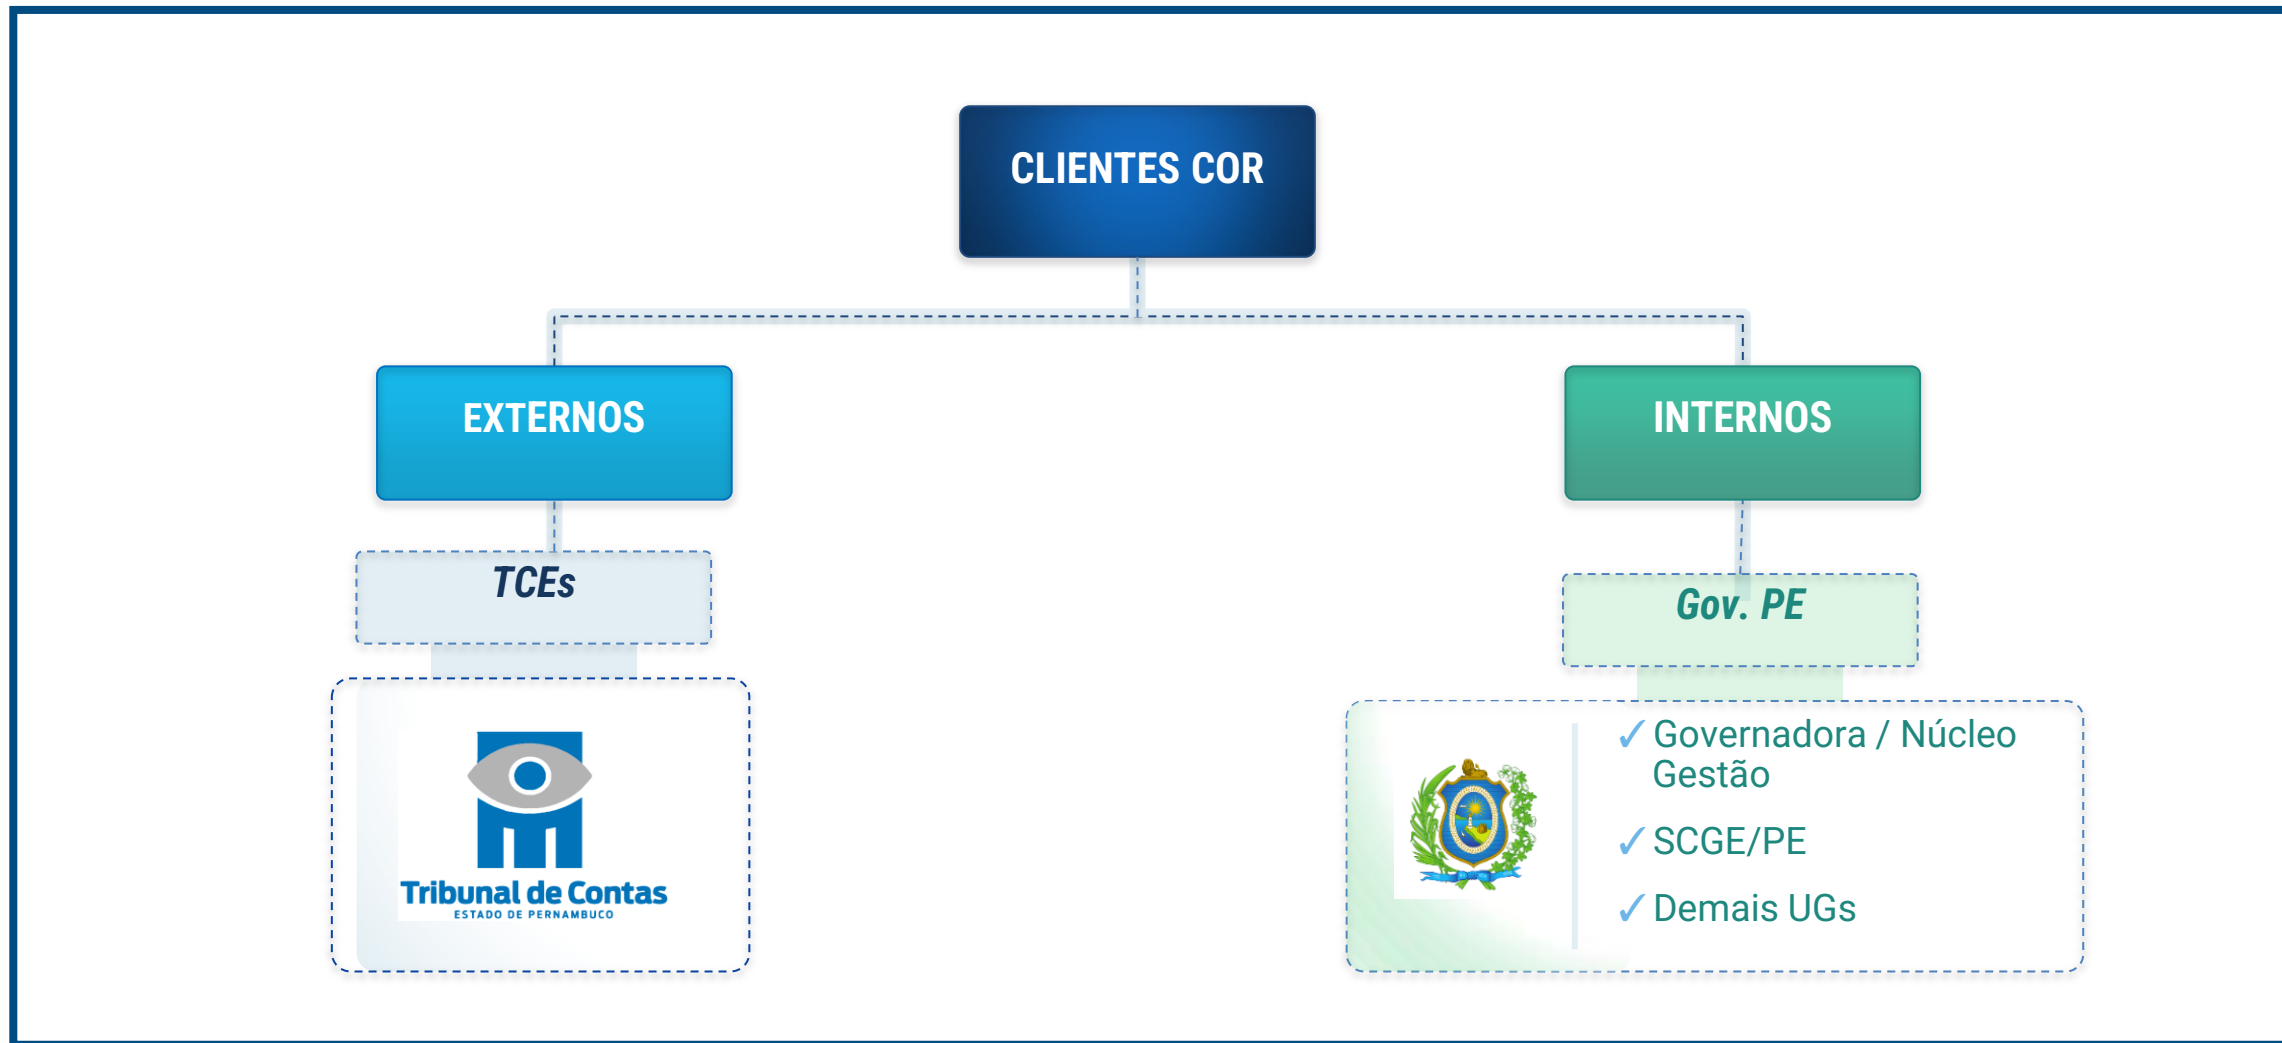 CLIENTES COR
EXTERNOS
INTERNOS
TCEs
Gov. PE
Tribunal de Contas
ESTADO DE PERNAMBUCO
✓ Governadora / Núcleo
Gestão
✓ SCGE/PE
✓ Demais UGs